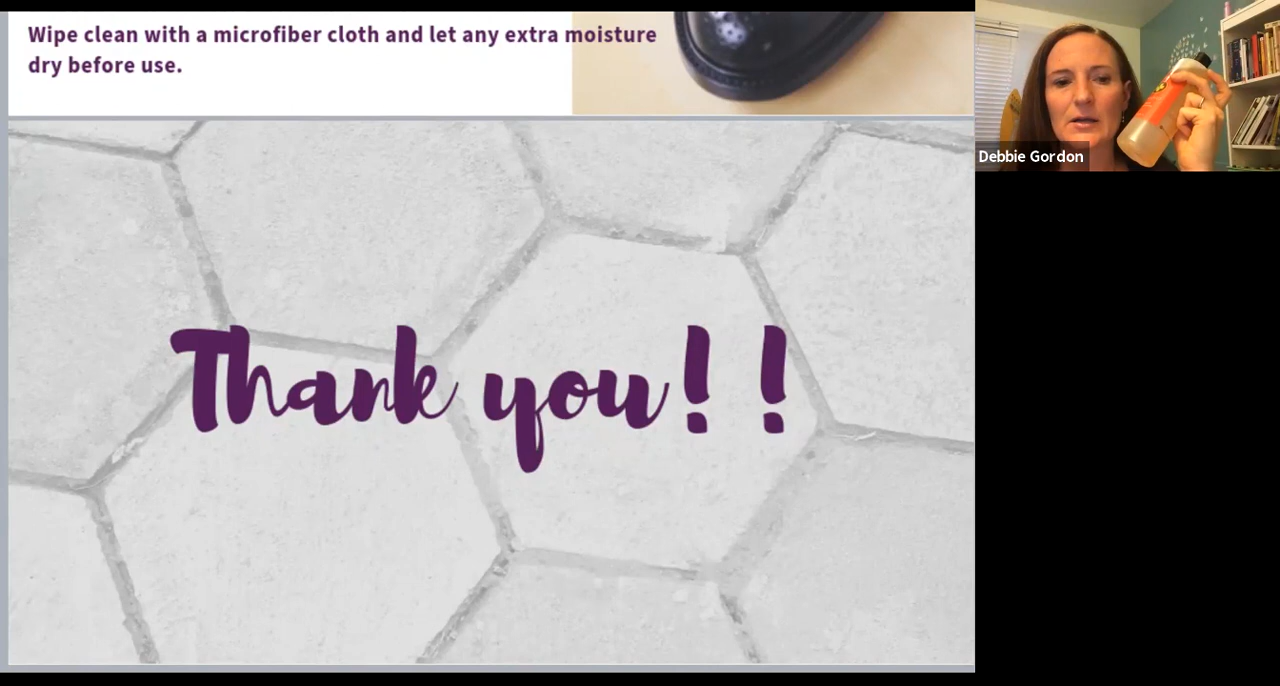 Wipe clean with a microfiber cloth and let any extra moisture
dry before use.
Debbie Gordon
Thank you! !